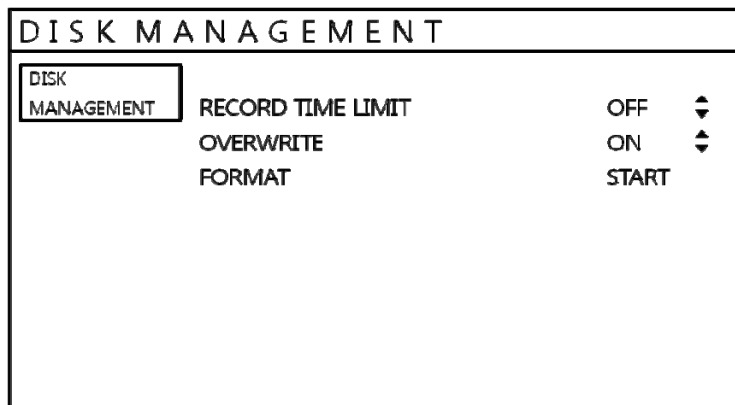 DISK MANAGEMENT
DISK
MANAGEMENT
RECORD TIME LIMIT OFF
OVERWRITE ON
FORMAT START